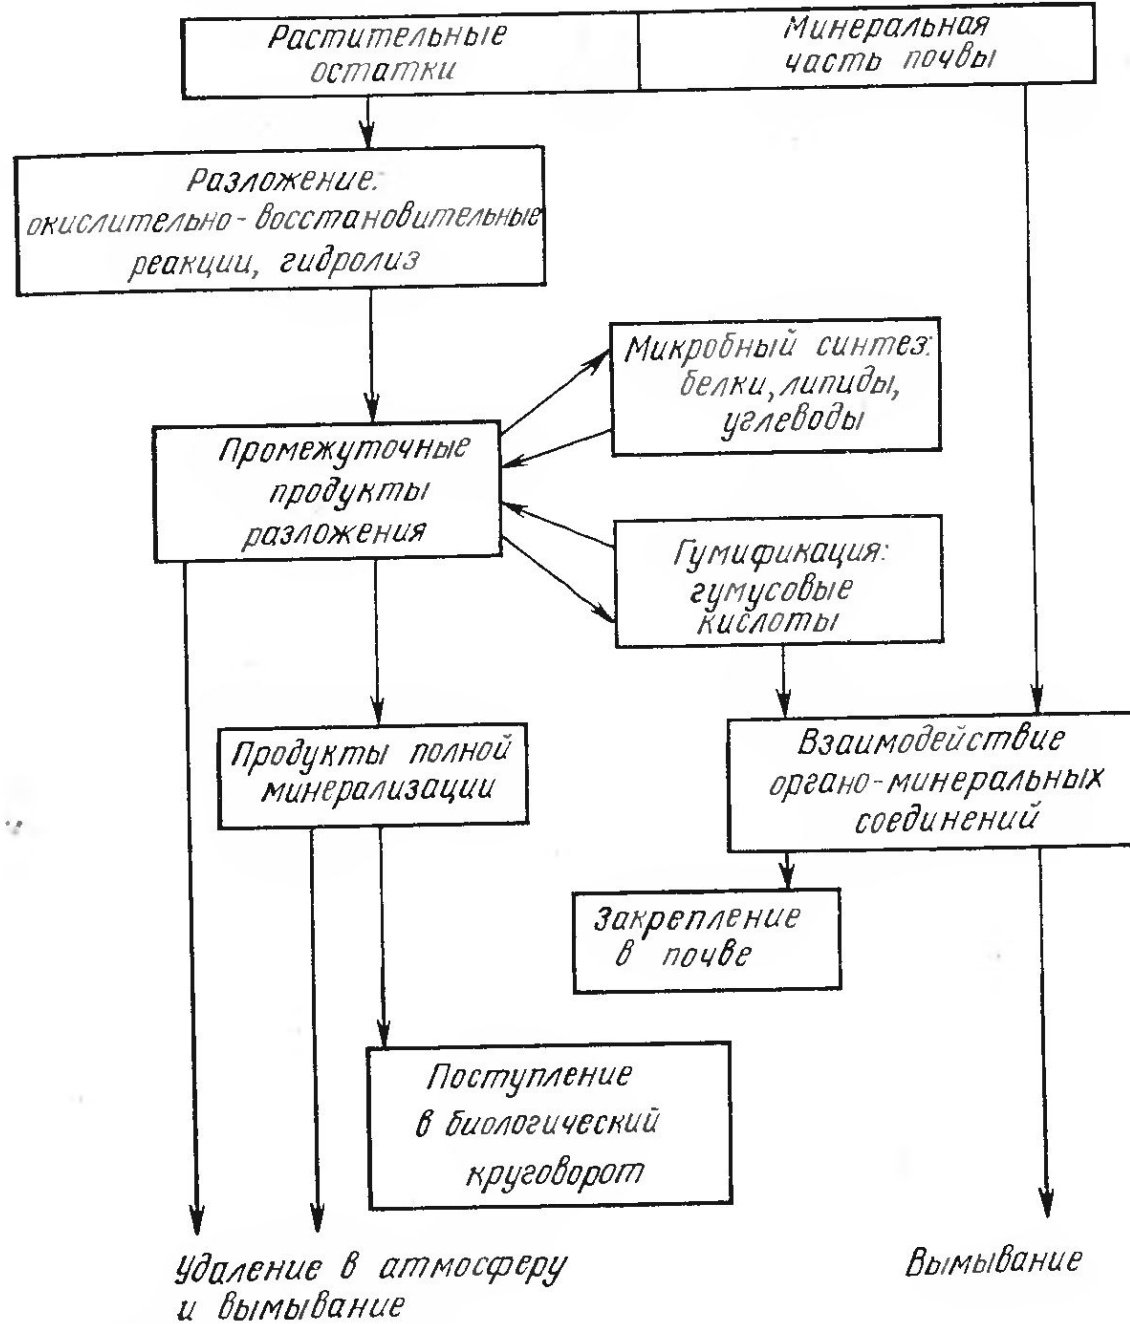 Растительные
остатки
Минеральная
часть почвы
Разложение:
окислительно-восстановительные
реакции, гидролиз
Микробный синтез:
белки, липиды,
углеводы
Промежуточные
продукты
разложения
Гумификация:
гумусовые
кислоты
Продукты полной
минерализации
Взаимодействие
органо-минеральных
соединений
Закрепление
в почве
Поступление
в биологический
круговорот
Удаление в атмосферу
и вымывание
Вымывание